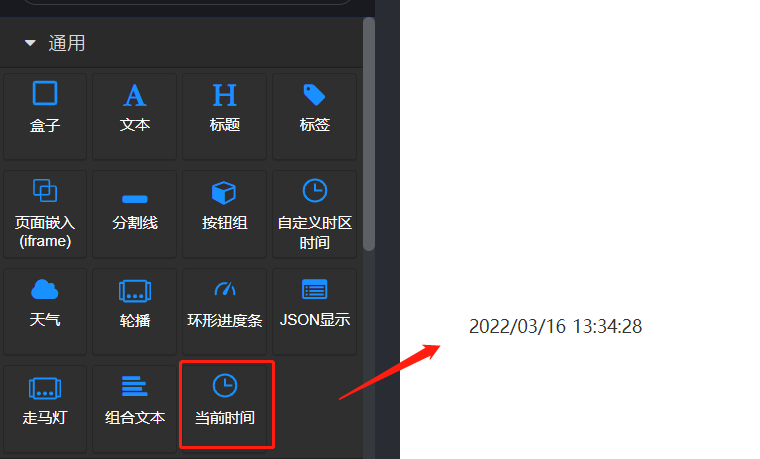 通用
盒子
文本
标题
标签
页面嵌入
(iframe)
分割线
按钮组
自定义时区
时间
天气
轮播
环形进度条
JSON显示
走马灯
组合文本
当前时间
2022/03/16 13:34:28